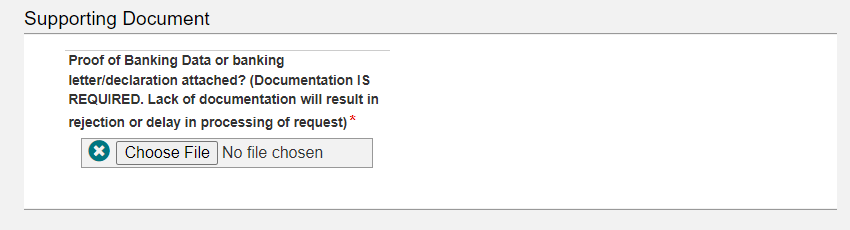 Supporting Document
Proof of Banking Data or banking
letter/declaration attached? (Documentation IS
REQUIRED. Lack of documentation will result in
rejection or delay in processing of request)*
Choose File No file chosen